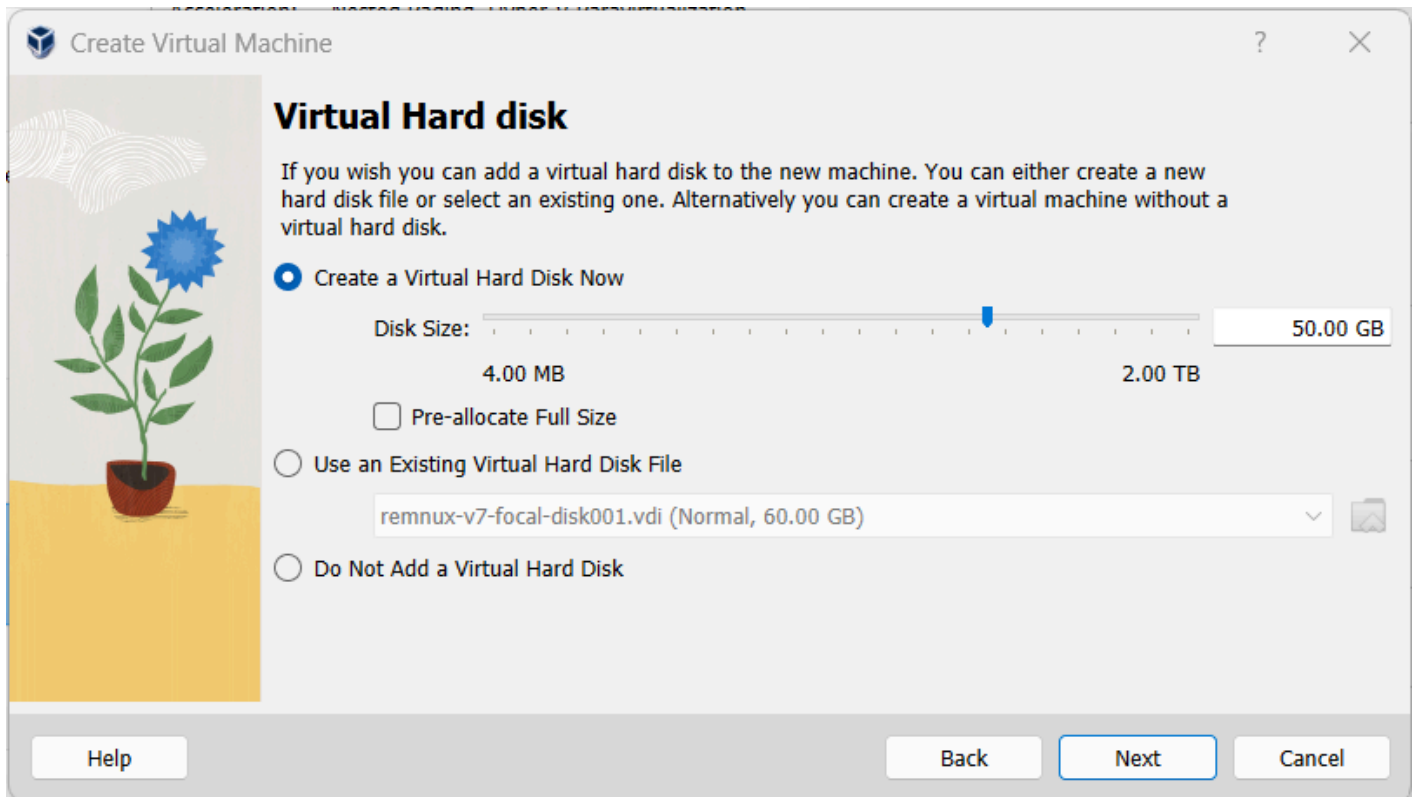 Create Virtual Machine
?
Virtual Hard disk
If you wish you can add a virtual hard disk to the new machine. You can either create a new
hard disk file or select an existing one. Alternatively you can create a virtual machine without a
virtual hard disk.
Create a Virtual Hard Disk Now
Disk Size:
50.00 GB
4.00 MB
2.00 TB
Pre-allocate Full Size
Use an Existing Virtual Hard Disk File
remnux-v7-focal-disk001.vdi (Normal, 60.00 GB)
Do Not Add a Virtual Hard Disk
Help
Back
Next
Cancel